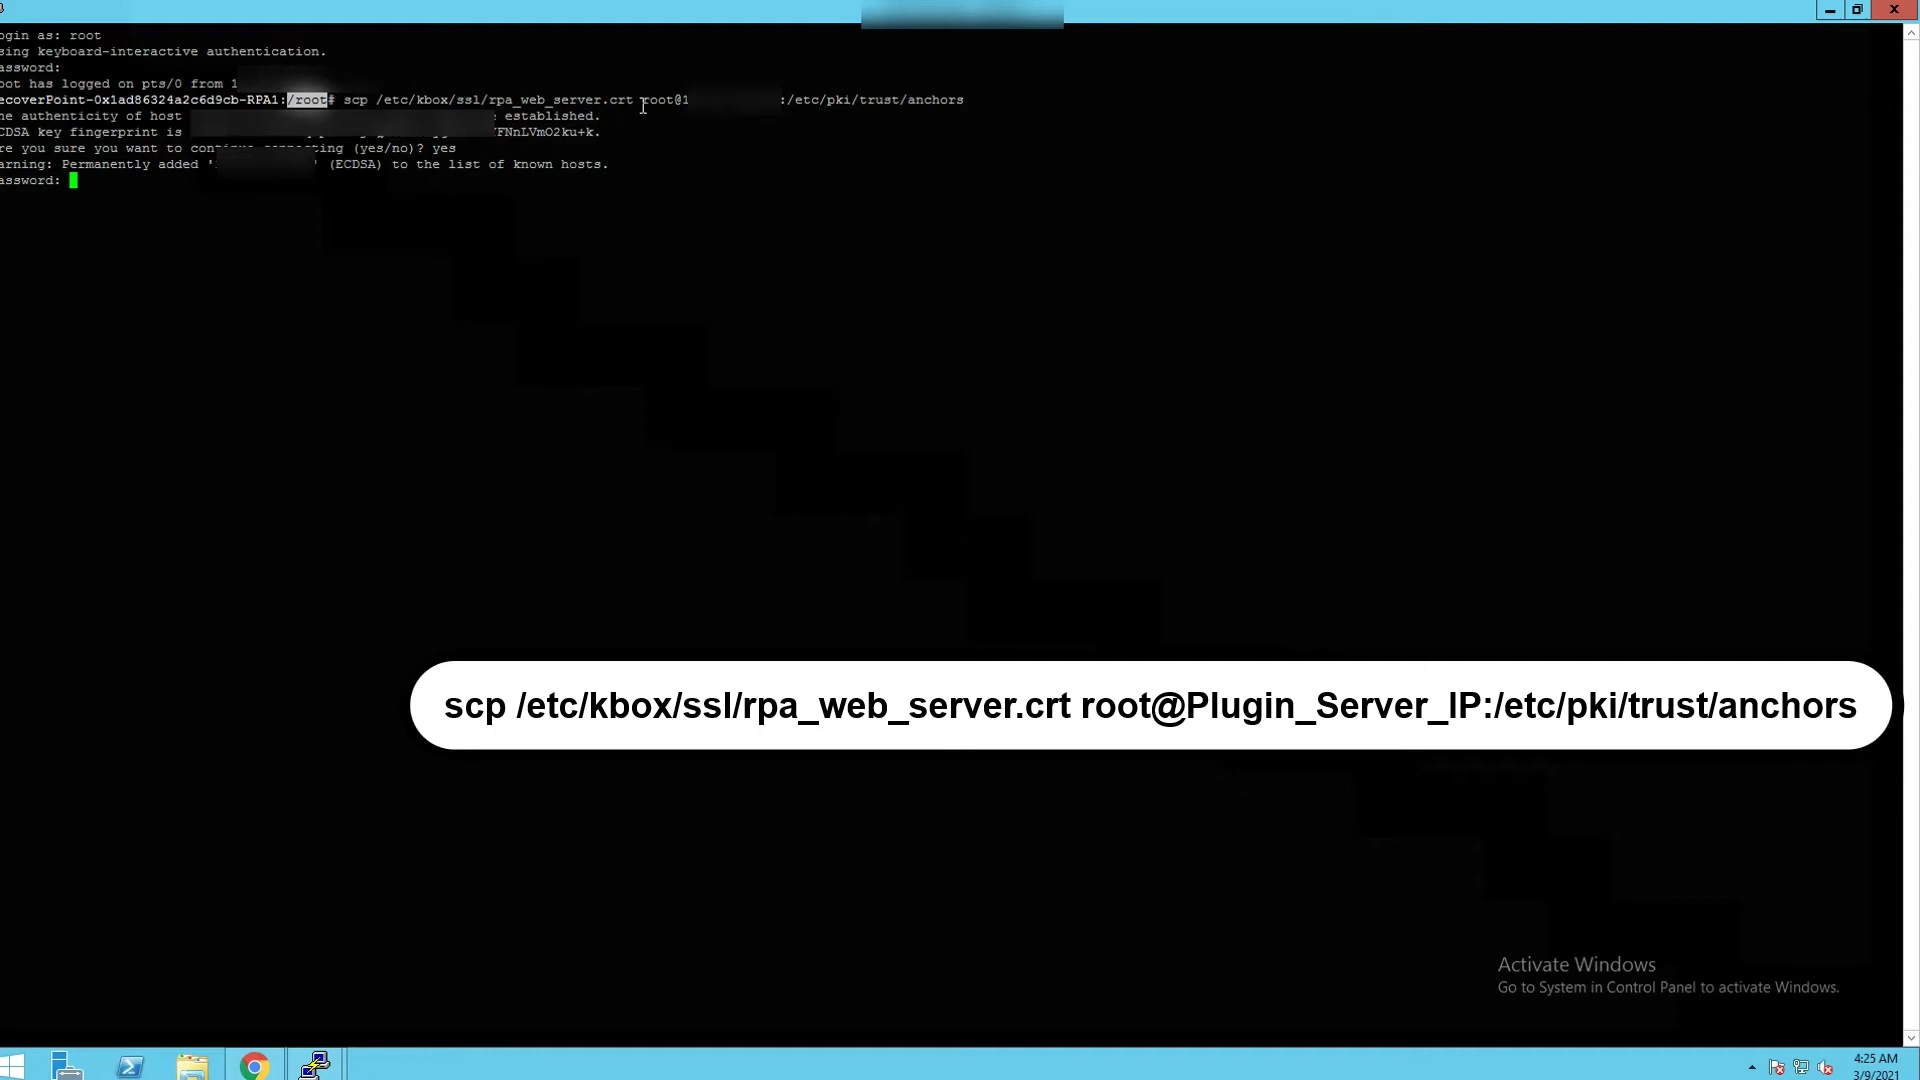 ogin as: root
sing keyboard-interactive authentication.
assword:
oot has logged on pts/0 from 1
ecoverPoint-0x1ad86324a2c6d9cb-RPA1:/root# scp /etc/kbox/ssl/rpa_web_server.crt root@1 :/etc/pki/trust/anchors
he authenticity of host established.
CDSA key fingerprint is FNnLVmO2ku+k.
re you sure you want to continue connecting (yes/no)? yes
arning: Permanently added ' ' (ECDSA) to the list of known hosts.
assword:
scp /etc/kbox/ssl/rpa_web_server.crt root@Plugin_Server_IP:/etc/pki/trust/anchors
Activate Windows
Go to System in Control Panel to activate Windows.
4:25 AM
3/9/2021